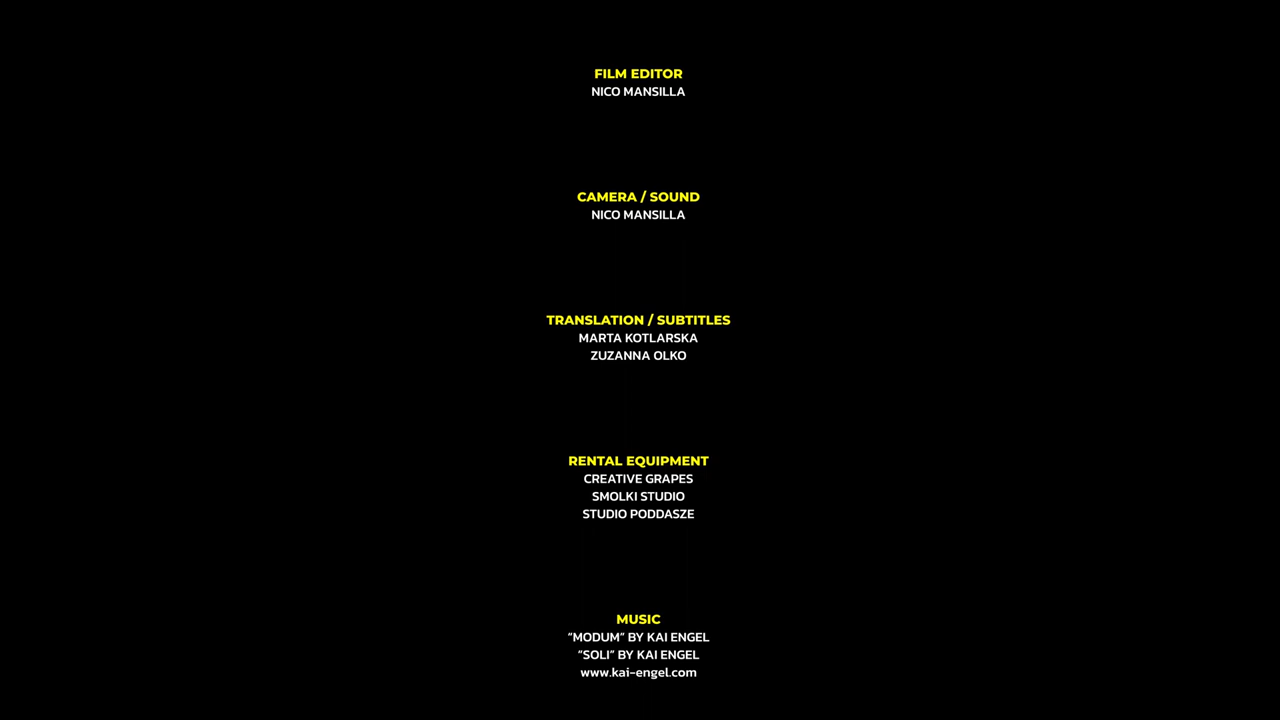 FILM EDITOR
NICO MANSILLA
CAMERA / SOUND
NICO MANSILLA
TRANSLATION / SUBTITLES
MARTA KOTLARSKA
ZUZANNA OLKO
RENTAL EQUIPMENT
CREATIVE GRAPES
SMOLKI STUDIO
STUDIO PODDASZE
MUSIC
“MODUM” BY KAI ENGEL
“SOLI” BY KAI ENGEL
www.kai-engel.com